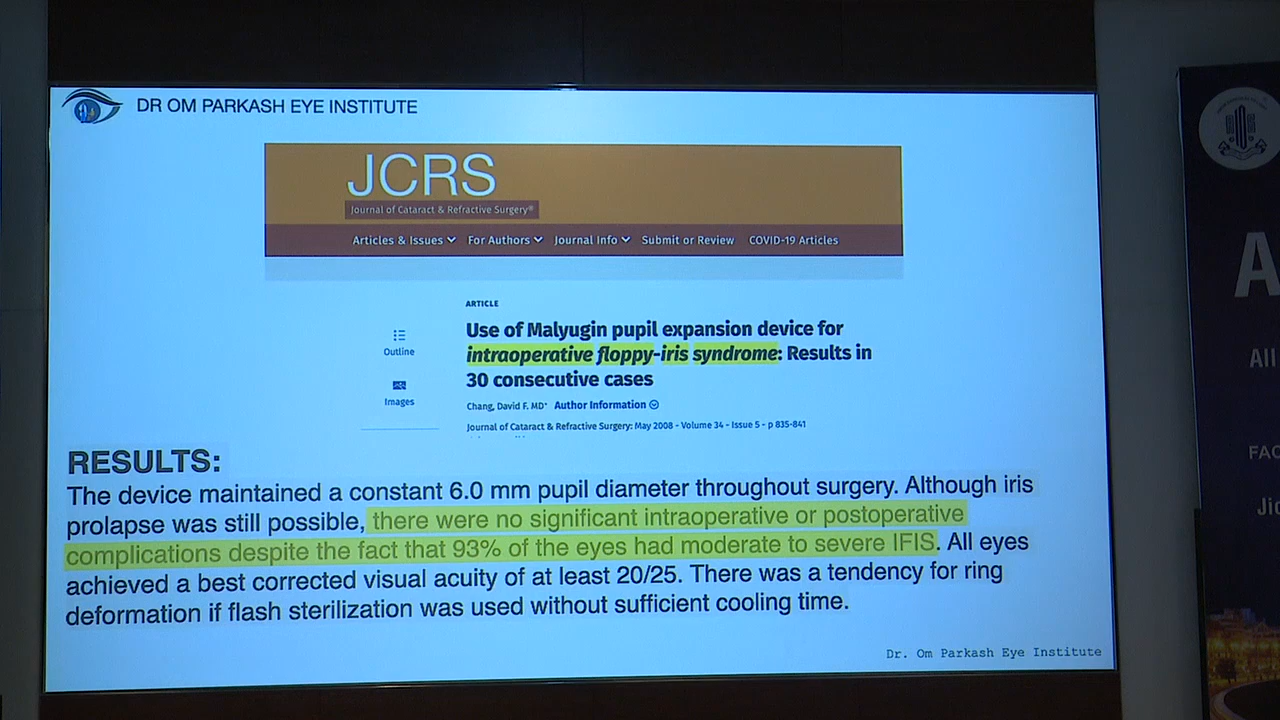 DR OM PARKASH EYE INSTITUTE
JCRS
Journal of Cataract & Refractive Surgery®
Articles & Issues For Authors Journal Info Submit or Review COVID-19 Articles
ARTICLE
Use of Malyugin pupil expansion device for
intraoperative floppy-iris syndrome: Results in
30 consecutive cases
Outline
Images
Chang, David F. MD* Author Information
Journal of Cataract & Refractive Surgery: May 2008 - Volume 34 - Issue 5 - p 835-841
RESULTS:
The device maintained a constant 6.0 mm pupil diameter throughout surgery. Although iris
prolapse was still possible, there were no significant intraoperative or postoperative
complications despite the fact that 93% of the eyes had moderate to severe IFIS. All eyes
achieved a best corrected visual acuity of at least 20/25. There was a tendency for ring
deformation if flash sterilization was used without sufficient cooling time.
Dr. Om Parkash Eye Institute
A
All
FAC